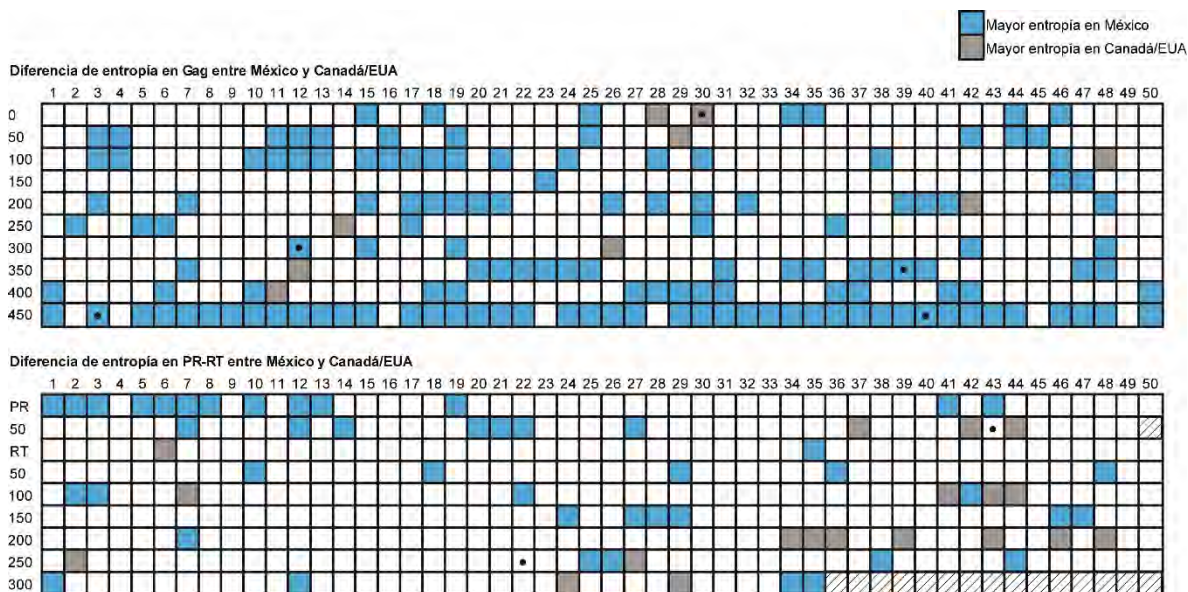 Mayor entropía en México
Mayor entropía en Canadá/EUA
Diferencia de entropía en Gag entre México y Canadá/EUA
1 2 3 4 5 6 7 8 9 10 11 12 13 14 15 16 17 18 19 20 21 22 23 24 25 26 27 28 29 30 31 32 33 34 35 36 37 38 39 40 41 42 43 44 45 46 47 48 49 50
0
50
100
150
200
250
300
350
400
450
Diferencia de entropía en PR-RT entre México y Canadá/EUA
1 2 3 4 5 6 7 8 9 10 11 12 13 14 15 16 17 18 19 20 21 22 23 24 25 26 27 28 29 30 31 32 33 34 35 36 37 38 39 40 41 42 43 44 45 46 47 48 49 50
PR
50
RT
50
100
150
200
250
300